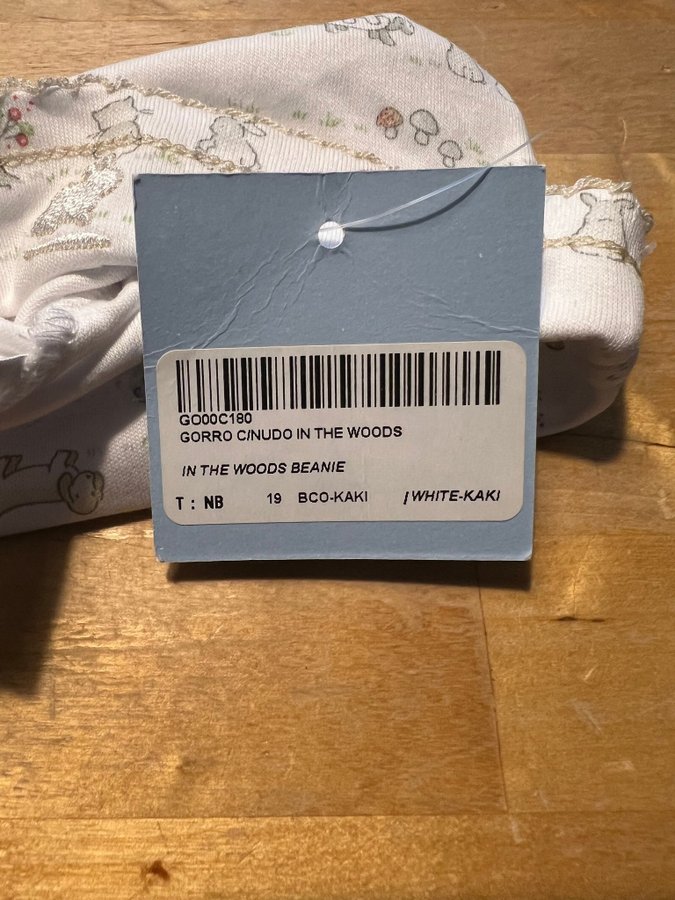 GO00C180
GORRO C/NUDO IN THE WOODS
IN THE WOODS BEANIE
T : NB 19 BCO-KAKI / WHITE-KAKI